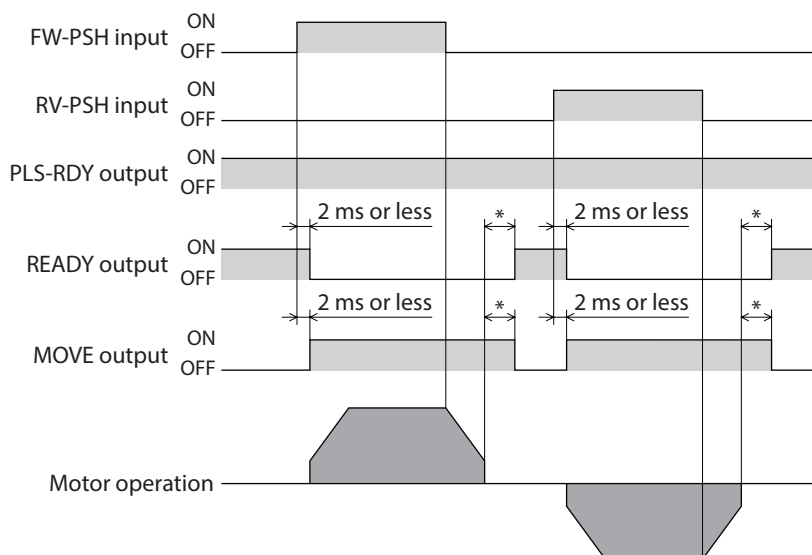 FW-PSH input ON
OFF
RV-PSH input ON
OFF
PLS-RDY output ON
OFF
2 ms or less * 2 ms or less *
READY output ON
OFF
2 ms or less * 2 ms or less *
MOVE output ON
OFF
Motor operation